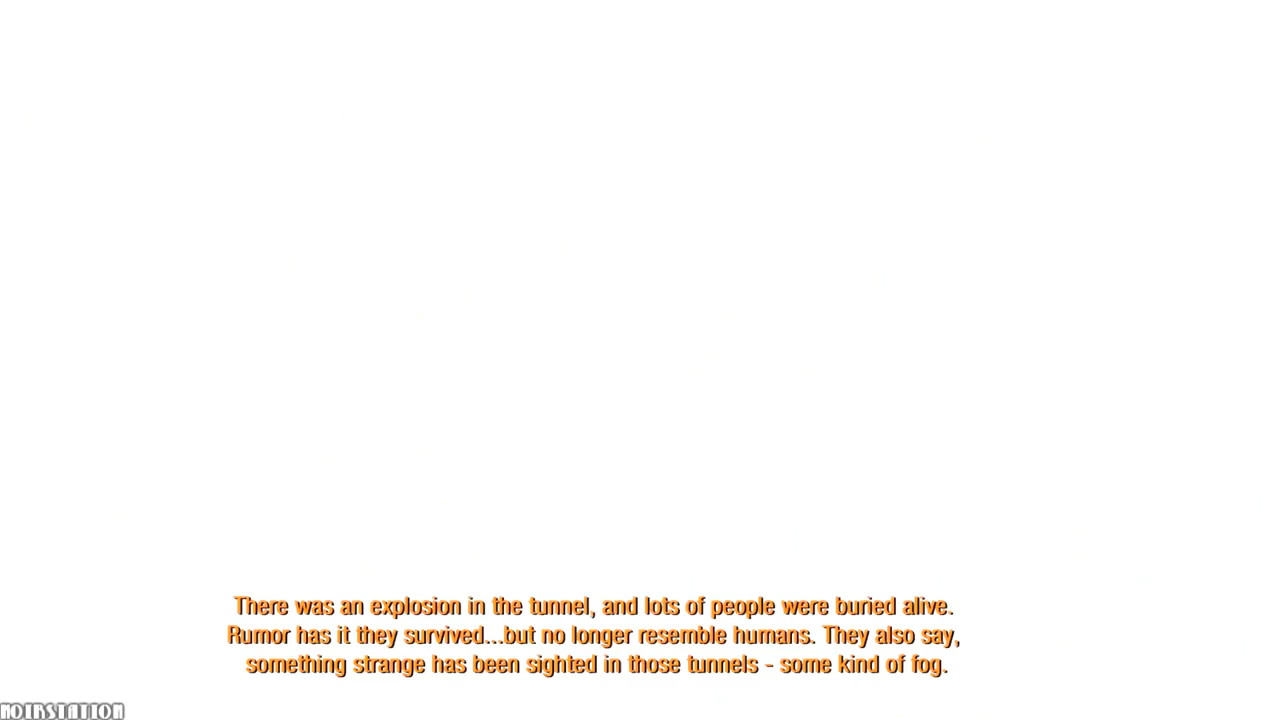 There was an explosion in the tunnel, and lots of people were buried alive.
Rumor has it they survived...but no longer resemble humans. They also say,
something strange has been sighted in those tunnels - some kind of fog.
NOIRSTATION